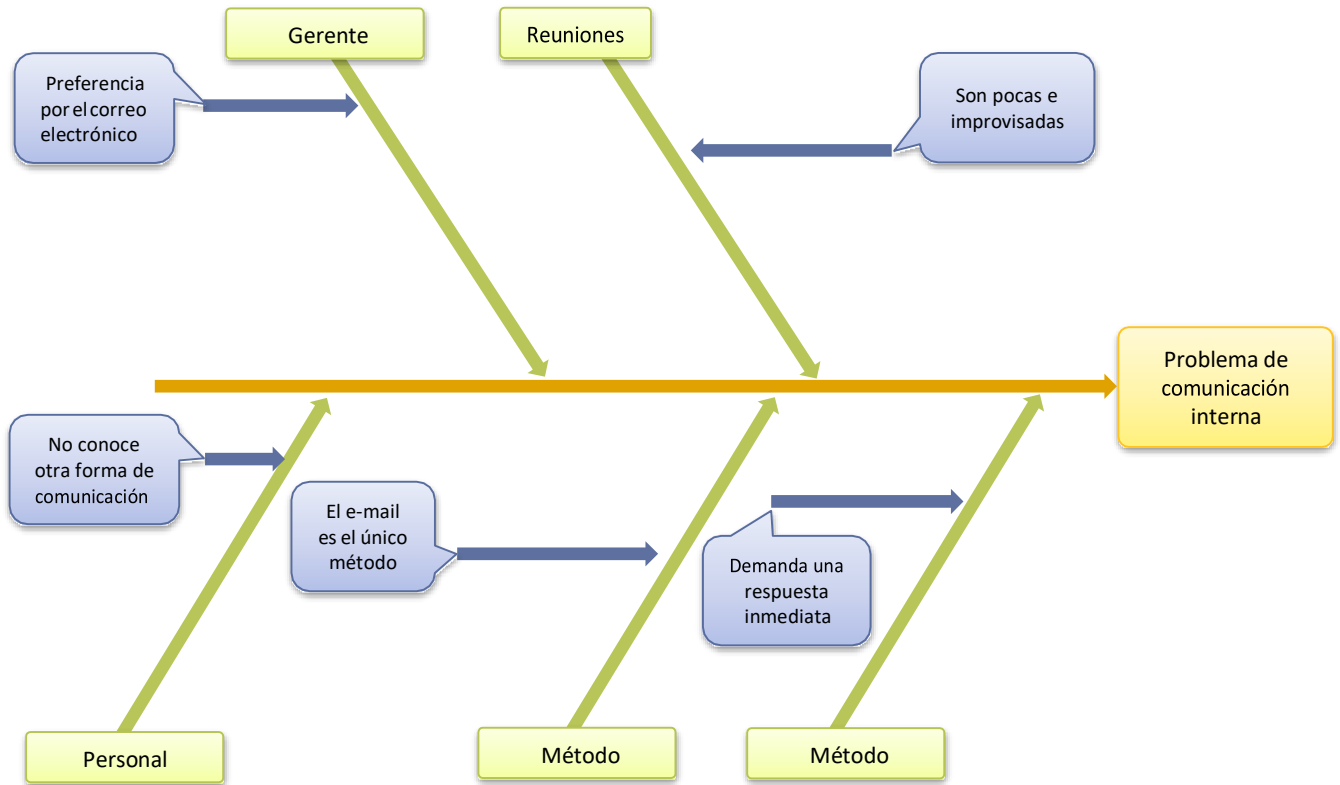 Gerente
Reuniones
Preferencia
por el correo
electrónico
Son pocas e
improvisadas
Problema de
comunicación
interna
No conoce
otra forma de
comunicación
El e-mail
es el único
método
Demanda una
respuesta
inmediata
Personal
Método
Método